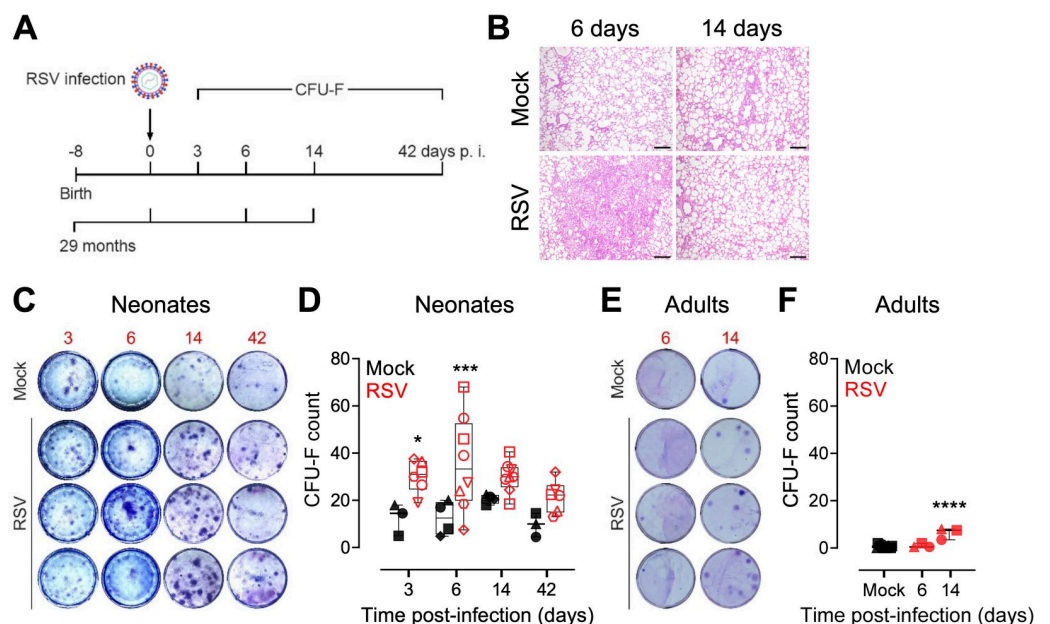 A
RSV infection
CFU-F
-8 0 3 6 14 42 days p. i.
Birth
29 months
B
6 days 14 days
Mock
RSV
C Neonates
3 6 14 42
Mock
RSV
D Neonates
80
60
40
20
0
CFU-F count
Mock
RSV
* ***
3 6 14 42
Time post-infection (days)
E Adults
6 14
Mock
RSV
F Adults
80
60
40
20
0
CFU-F count
Mock
RSV
****
Mock 6 14
Time post-infection (days)